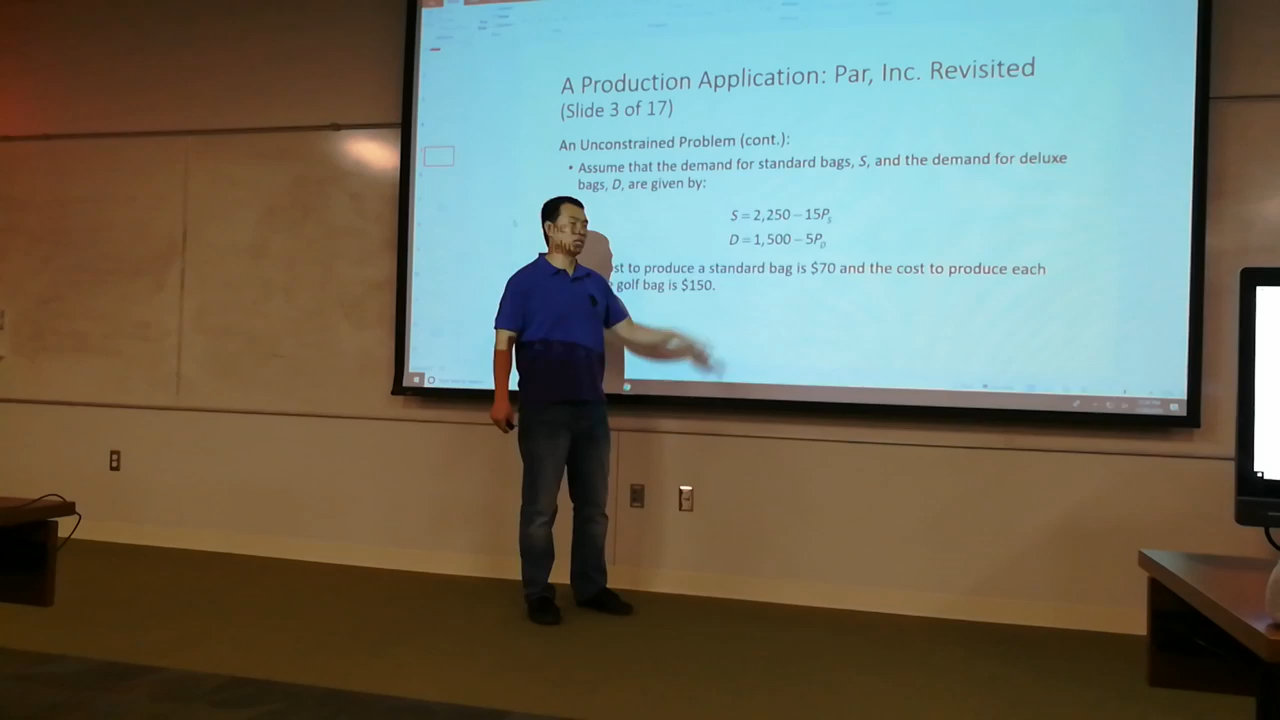 A Production Application: Par, Inc. Revisited
(Slide 3 of 17)
An Unconstrained Problem (cont.):
• Assume that the demand for standard bags, S, and the demand for deluxe
bags, D, are given by:
S = 2,250 – 15Pₛ
D = 1,500 – 5P_D
to produce a standard bag is $70 and the cost to produce each
golf bag is $150.